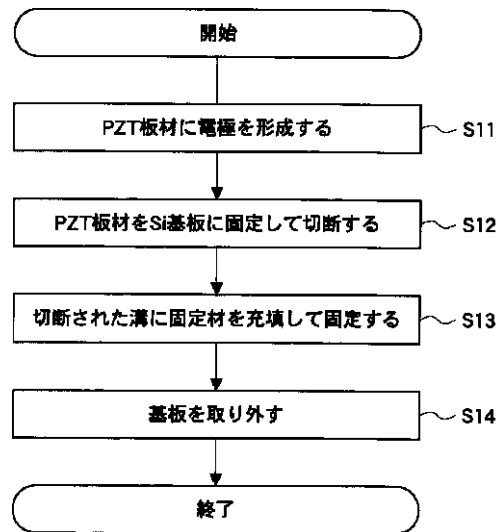 開始
PZT板材に電極を形成する
S11
PZT板材をSi基板に固定して切断する
S12
切断された溝に固定材を充填して固定する
S13
基板を取り外す
S14
終了